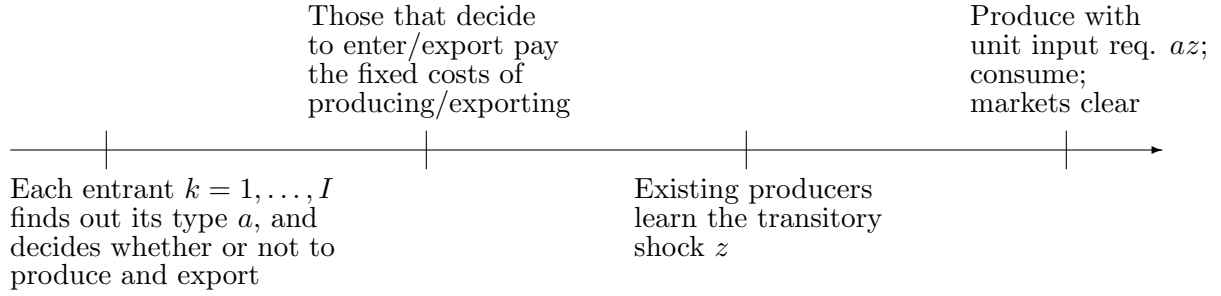 Those that decide
to enter/export pay
the fixed costs of
producing/exporting
Produce with
unit input req. az;
consume;
markets clear
Each entrant k = 1, . . . , I
finds out its type a, and
decides whether or not to
produce and export
Existing producers
learn the transitory
shock z